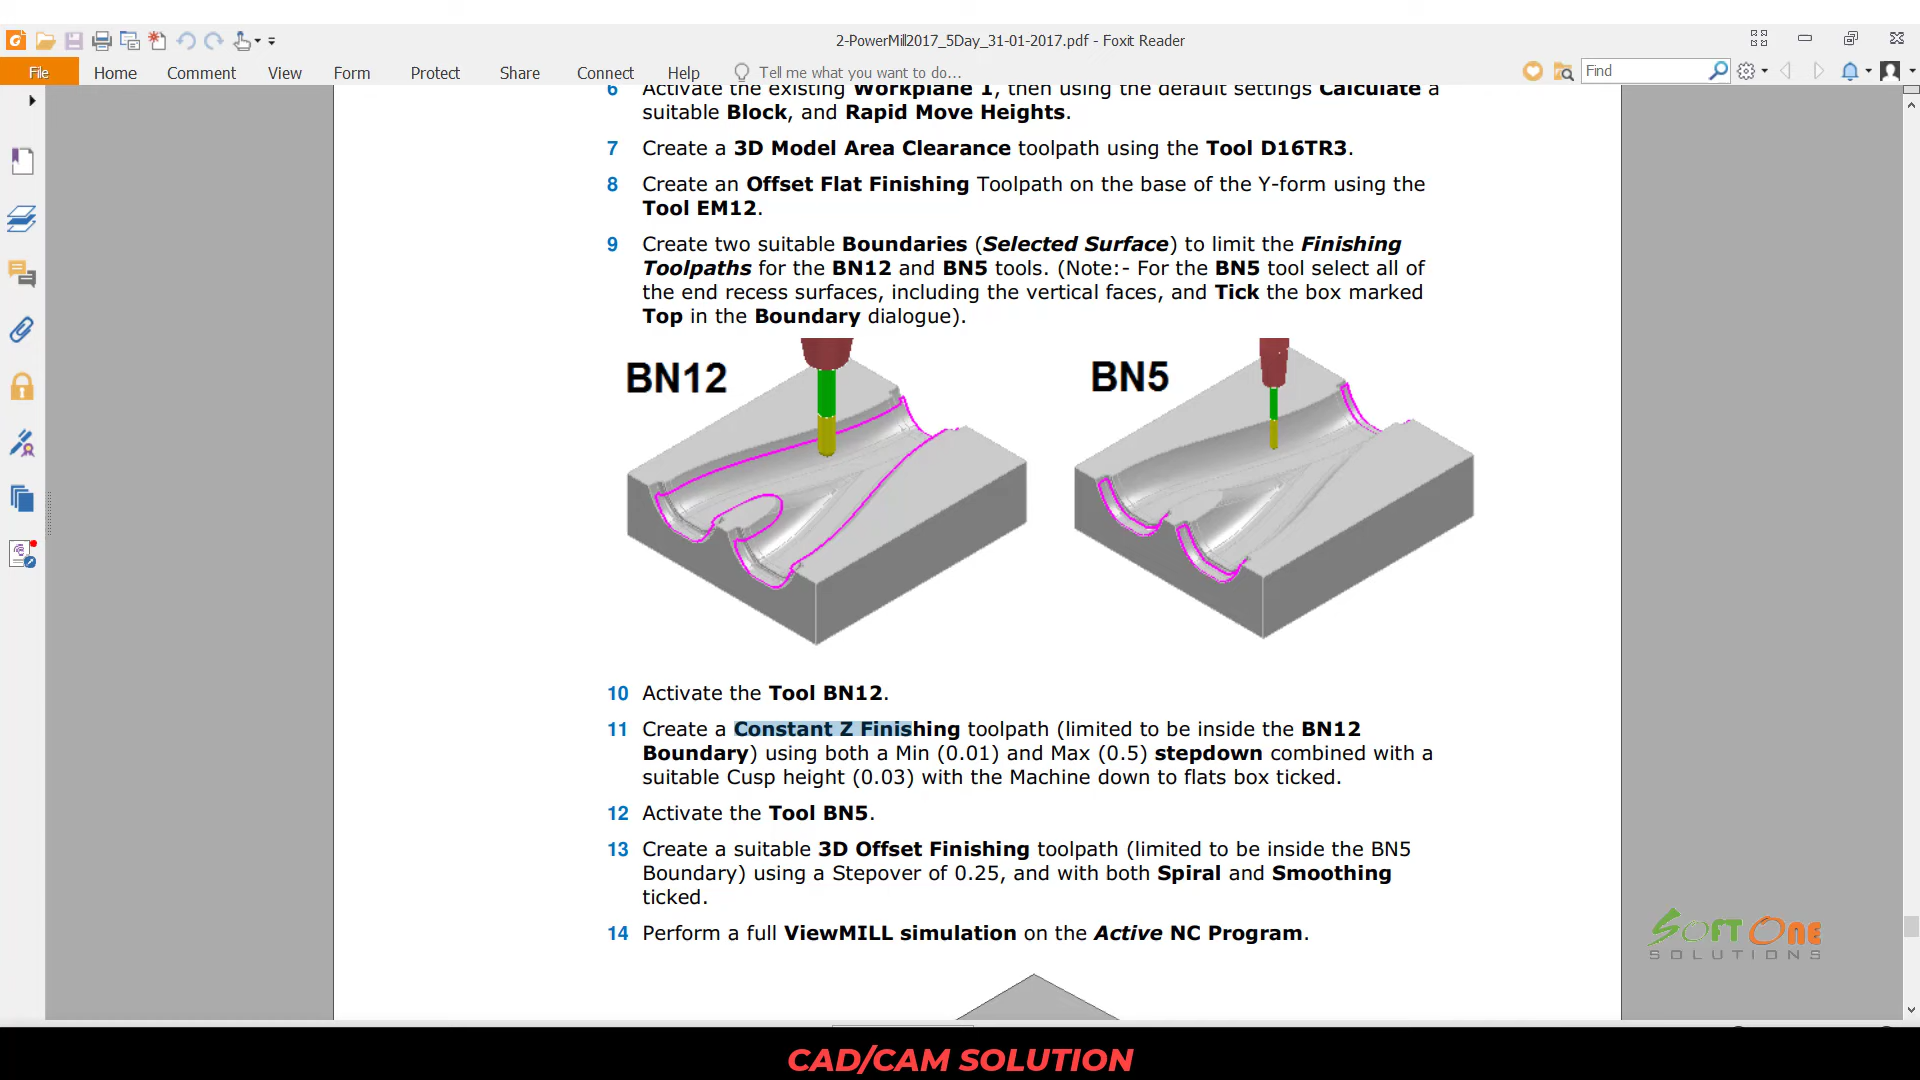 2-PowerMill2017_5Day_31-01-2017.pdf - Foxit Reader
File Home Comment View Form Protect Share Connect Help Tell me what you want to do... Find
6 Activate the existing Workplane 1, then using the default settings Calculate a
suitable Block, and Rapid Move Heights.
7 Create a 3D Model Area Clearance toolpath using the Tool D16TR3.
8 Create an Offset Flat Finishing Toolpath on the base of the Y-form using the
Tool EM12.
9 Create two suitable Boundaries (Selected Surface) to limit the Finishing
Toolpaths for the BN12 and BN5 tools. (Note:- For the BN5 tool select all of
the end recess surfaces, including the vertical faces, and Tick the box marked
Top in the Boundary dialogue).
BN12 BN5
10 Activate the Tool BN12.
11 Create a Constant Z Finishing toolpath (limited to be inside the BN12
Boundary) using both a Min (0.01) and Max (0.5) stepdown combined with a
suitable Cusp height (0.03) with the Machine down to flats box ticked.
12 Activate the Tool BN5.
13 Create a suitable 3D Offset Finishing toolpath (limited to be inside the BN5
Boundary) using a Stepover of 0.25, and with both Spiral and Smoothing
ticked.
14 Perform a full ViewMILL simulation on the Active NC Program.
SOFT ONE
SOLUTIONS
CAD/CAM SOLUTION